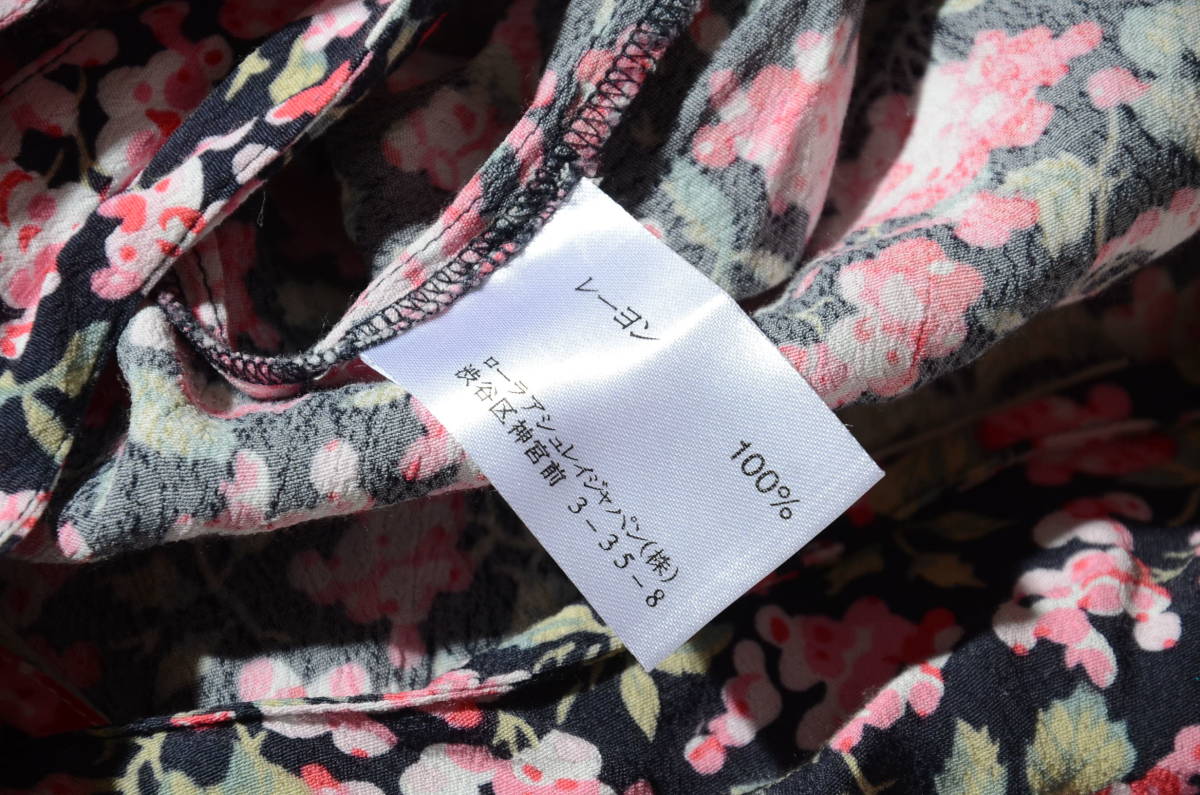 レーヨン 100%
ローラ アシュレイジャパン(株)
渋谷区神宮前 3-35-8